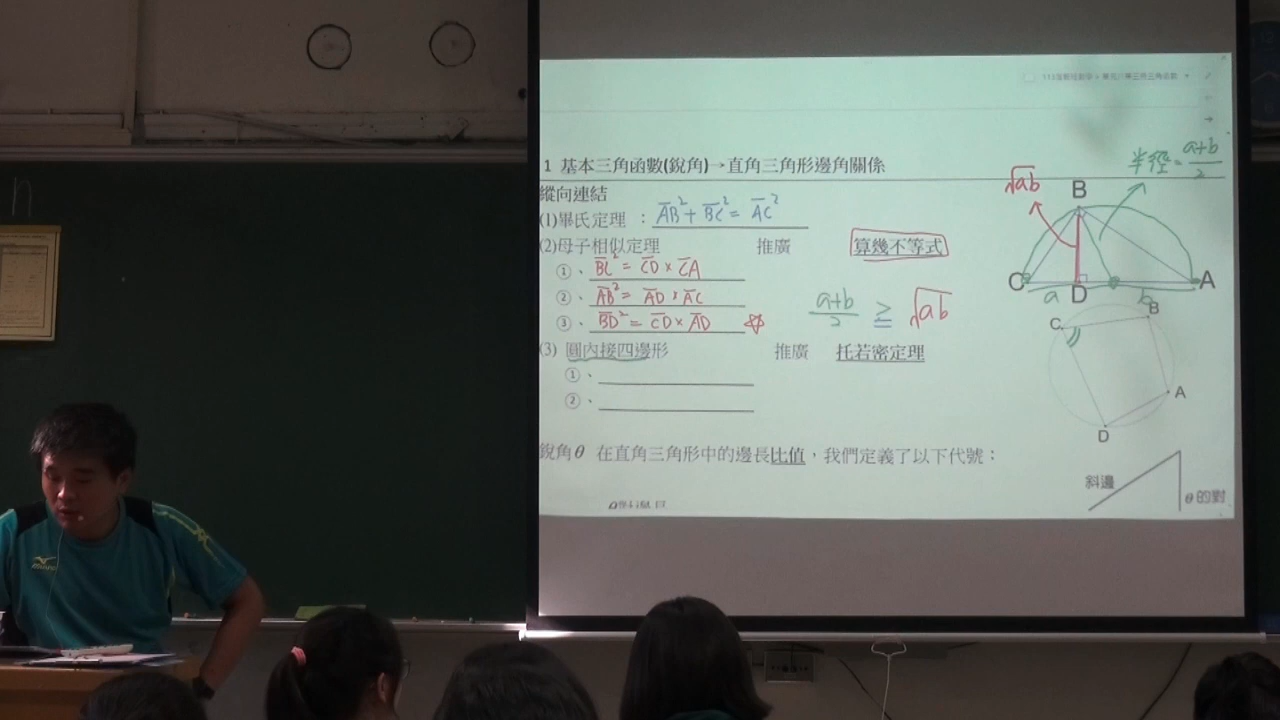 1 基本三角函數(銳角)→直角三角形邊角關係
半徑=a+b/2
縱向連結
√ab
B
(1)畢氏定理 : AB²+BC²=AC²
(2)母子相似定理 推廣 算幾不等式
①、BC²=CD×CA
C a D b A
②、AB²=AD×AC
a+b/2 ≧ √ab
③、BD²=CD×AD
(3) 圓內接四邊形 推廣 托若密定理
①、
②、
C B A D
銳角θ 在直角三角形中的邊長比值，我們定義了以下代號：
斜邊
θ的對
MIZUNO